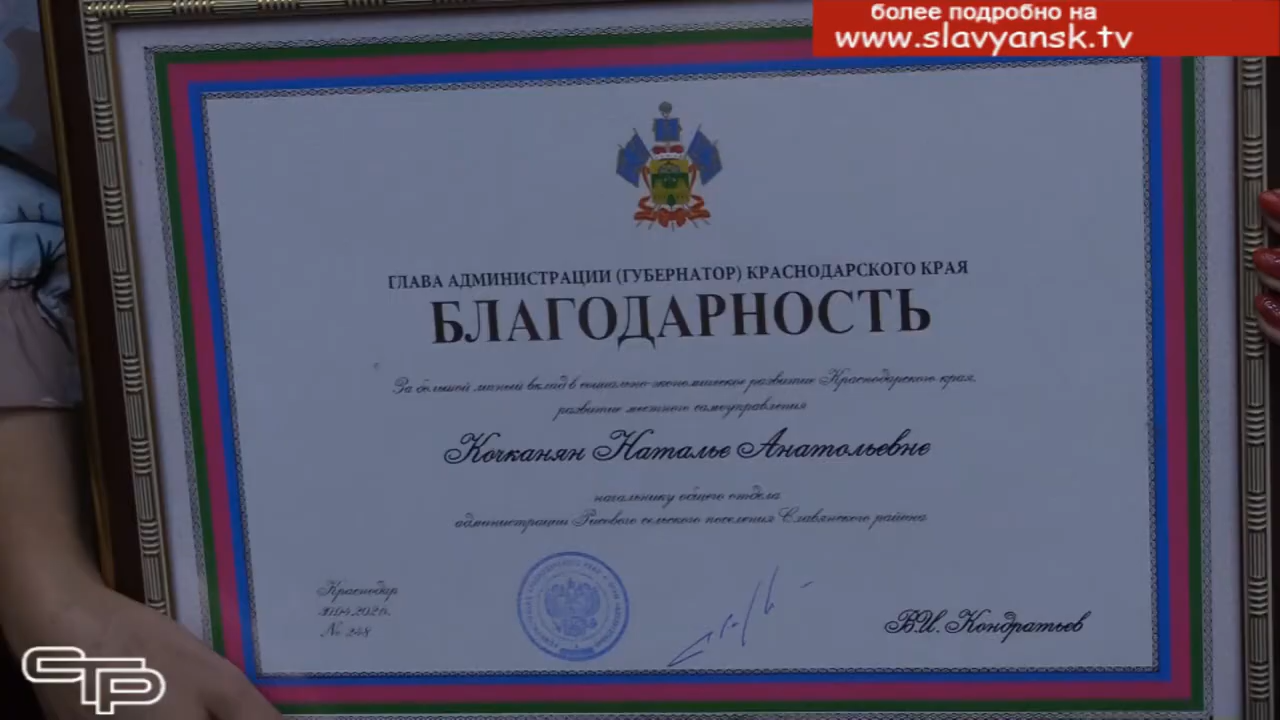 более подробно на
www.slavyansk.tv
ГЛАВА АДМИНИСТРАЦИИ (ГУБЕРНАТОР) КРАСНОДАРСКОГО КРАЯ
БЛАГОДАРНОСТЬ
За большой личный вклад в социально-экономическое развитие Краснодарского края,
развитие местного самоуправления
Кочканян Наталье Анатольевне
начальнику общего отдела
администрации Рисового сельского поселения Славянского района
Краснодар
№ 248
В.И. Кондратьев
СТР